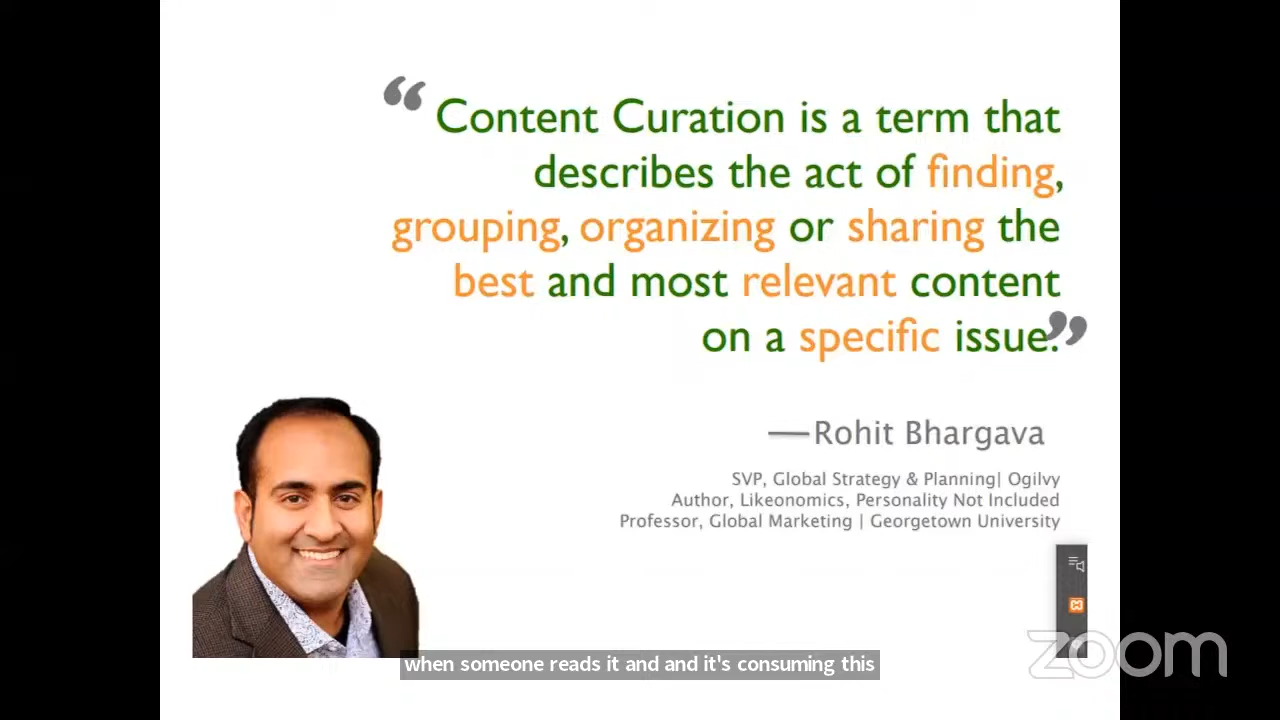 “ Content Curation is a term that
describes the act of finding,
grouping, organizing or sharing the
best and most relevant content
on a specific issue.”
—Rohit Bhargava
SVP, Global Strategy & Planning| Ogilvy
Author, Likeonomics, Personality Not Included
Professor, Global Marketing | Georgetown University
when someone reads it and and it's consuming this
zoom